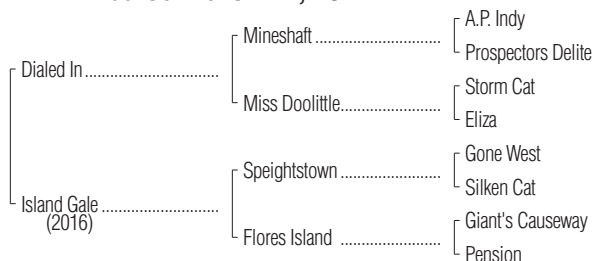 A.P. Indy
Mineshaft
Prospectors Delite
Dialed In
Storm Cat
Miss Doolittle
Eliza
Gone West
Speightstown
Silken Cat
Island Gale
(2016)
Giant's Causeway
Flores Island
Pension